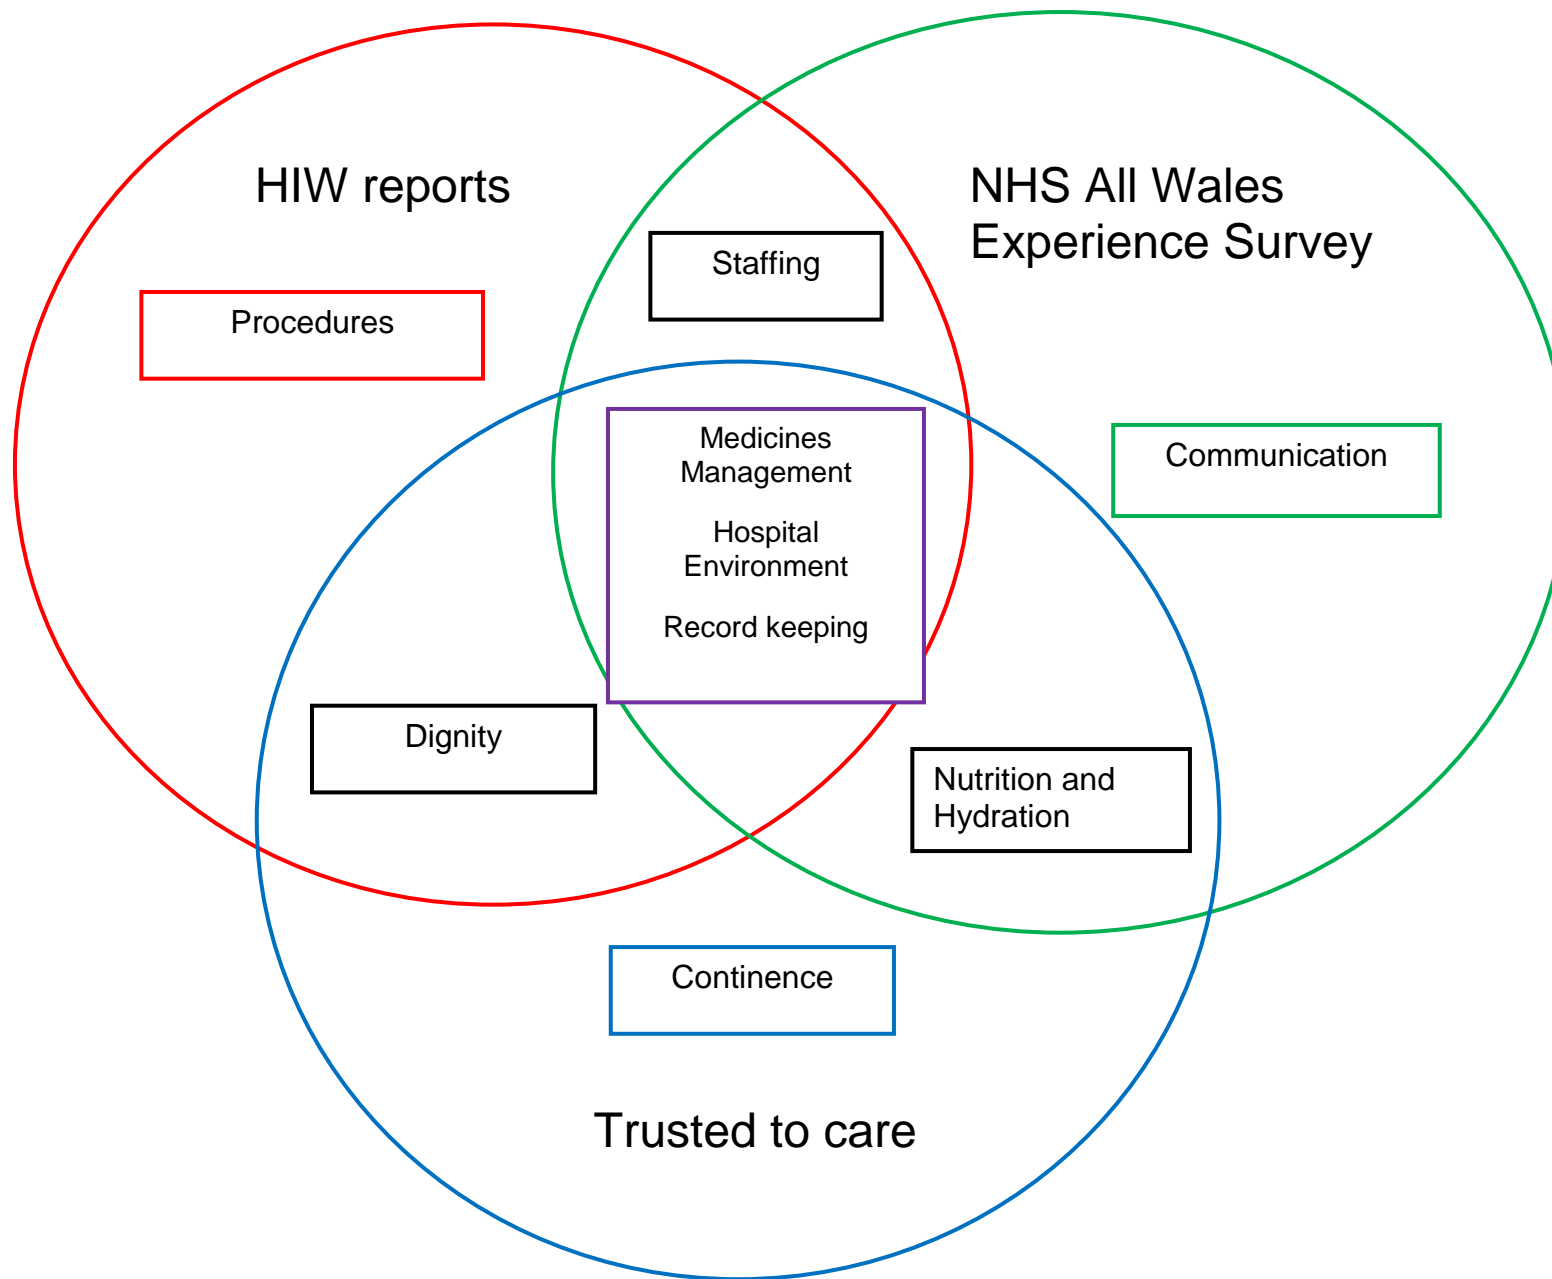 HIW reports
NHS All Wales
Experience Survey
Staffing
Procedures
Medicines
Management
Hospital
Environment
Record keeping
Communication
Dignity
Nutrition and
Hydration
Continence
Trusted to care